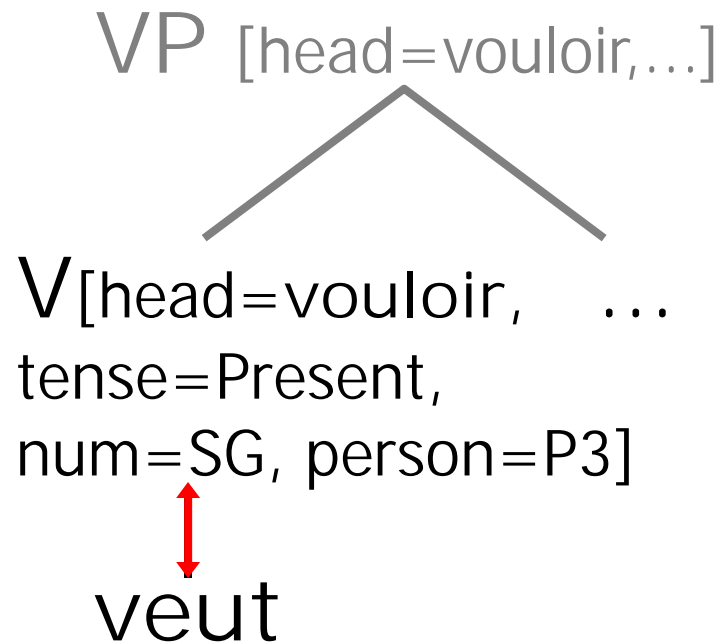 VP [head=vouloir,...]
V[head=vouloir, ...
tense=Present,
num=SG, person=P3]
veut